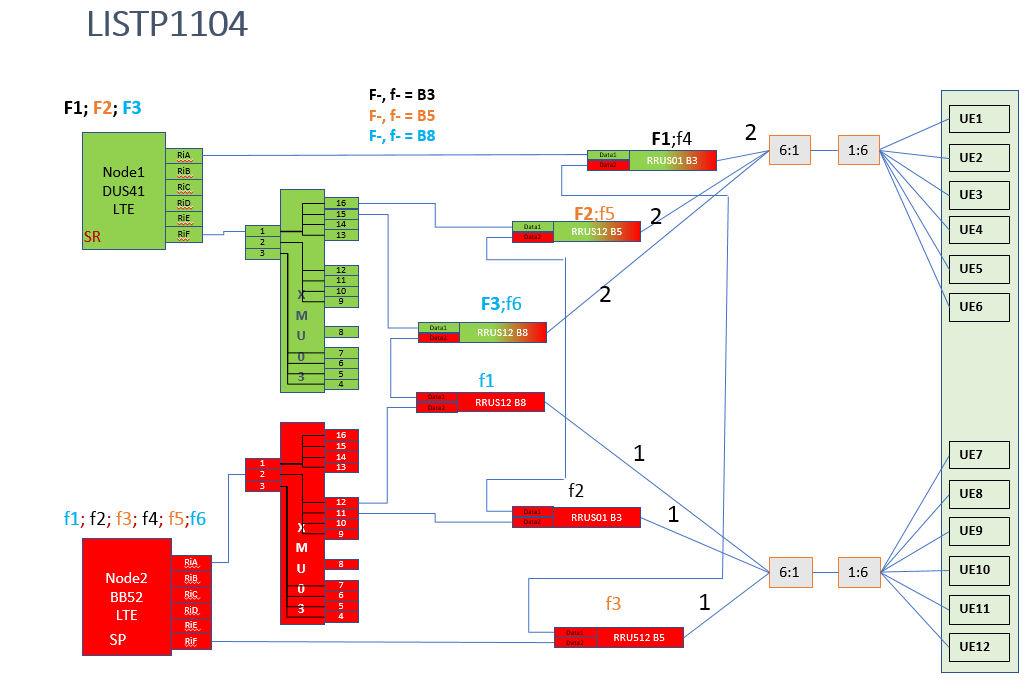 LISTP1104
F1; F2; F3
F-, f- = B3
F-, f- = B5
F-, f- = B8
Node1
DUS41
LTE
SR
RiA
RiB
RiC
RiD
RiE
RiF
1
2
3
X
M
U
0
3
16
15
14
13
12
11
10
9
8
7
6
5
4
F1;f4
Data1
Data2
RRUS01 B3
2
F2;f5
Data1
Data2
RRUS12 B5
2
F3;f6
Data1
Data2
RRUS12 B8
2
f1
Data1
Data2
RRUS12 B8
1
f2
Data1
Data2
RRUS01 B3
1
f3
Data1
Data2
RRU512 B5
1
6:1
1:6
UE1
UE2
UE3
UE4
UE5
UE6
f1; f2; f3; f4; f5;f6
Node2
BB52
LTE
SP
RiA
RiB
RiC
RiD
RiE
RiF
1
2
3
X
M
U
0
3
16
15
14
13
12
11
10
9
8
7
6
5
4
6:1
1:6
UE7
UE8
UE9
UE10
UE11
UE12